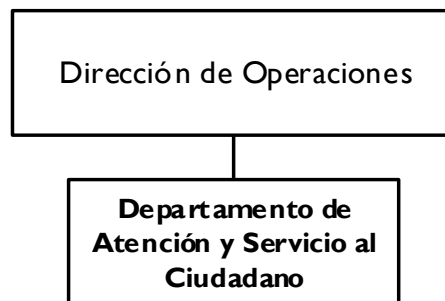 Dirección de Operaciones
Departamento de
Atención y Servicio al
Ciudadano